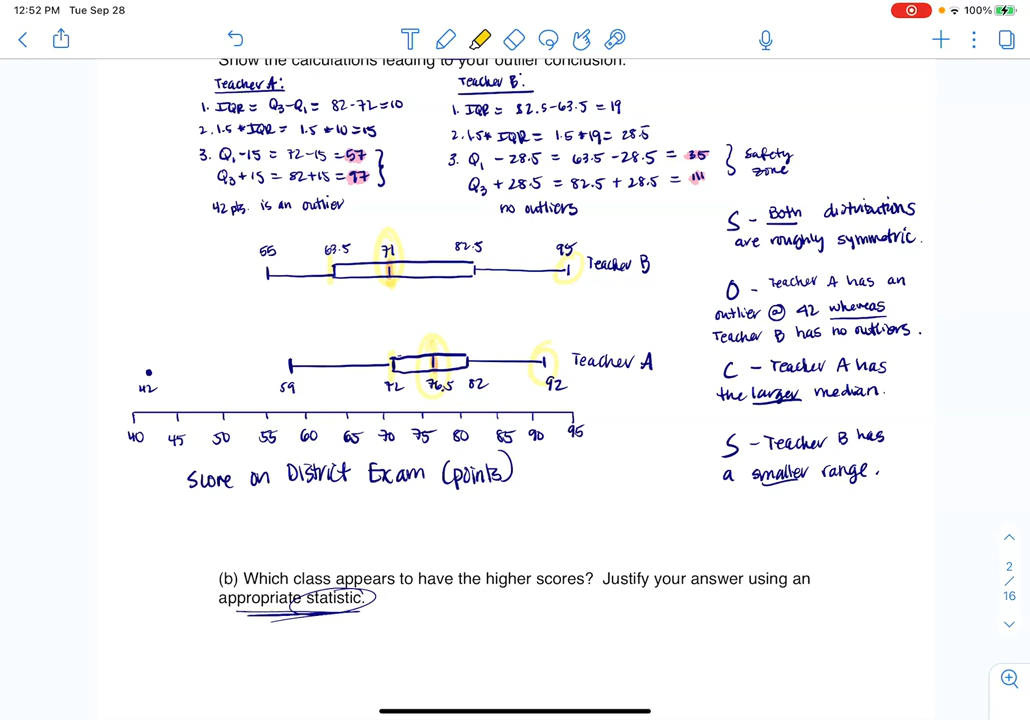 12:52 PM Tue Sep 28
100%
Show the calculations leading to your outlier conclusion.
Teacher A:
1. IQR = Q3-Q1 = 82-72=10
2. 1.5 *IQR = 1.5 *10=15
3. Q1-15 = 72-15=57
Q3+15 = 82+15=97
42 pts. is an outlier
Teacher B:
1. IQR = 82.5-63.5 = 19
2. 1.5* IQR = 1.5*19= 28.5
3. Q1 - 28.5 = 63.5 -28.5 = 35
Q3 + 28.5 = 82.5 + 28.5 = 111
no outliers
safety
zone
S - Both distributions
are roughly symmetric.
O - Teacher A has an
outlier @ 42 whereas
Teacher B has no outliers.
C - Teacher A has
the larger median.
S - Teacher B has
a smaller range.
55 63.5 71 82.5 95
Teacher B
Teacher A
42 59 72 76.5 82 92
40 45 50 55 60 65 70 75 80 85 90 95
Score on District Exam (points)
(b) Which class appears to have the higher scores? Justify your answer using an
appropriate statistic.
2
/
16